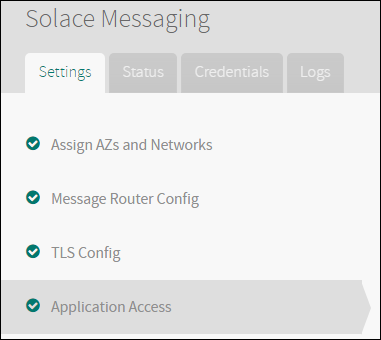 Solace Messaging
Settings Status Credentials Logs
Assign AZs and Networks
Message Router Config
TLS Config
Application Access